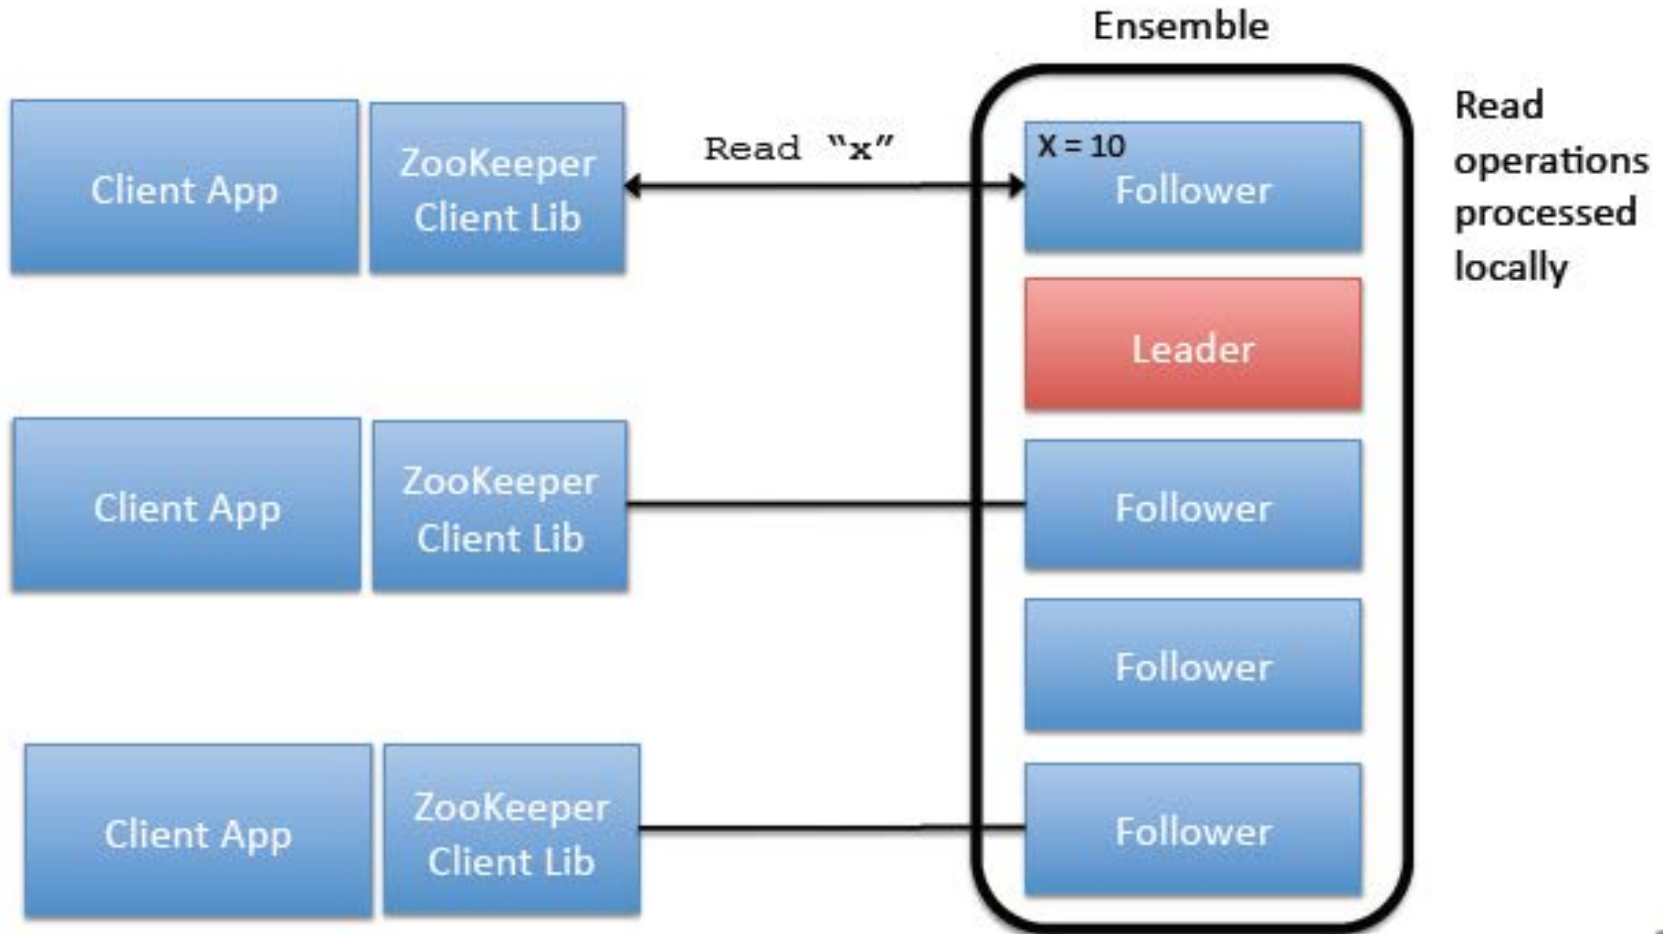 Ensemble
Client App
ZooKeeper
Client Lib
Read “x”
X = 10
Follower
Read
operations
processed
locally
Leader
Client App
ZooKeeper
Client Lib
Follower
Follower
Client App
ZooKeeper
Client Lib
Follower